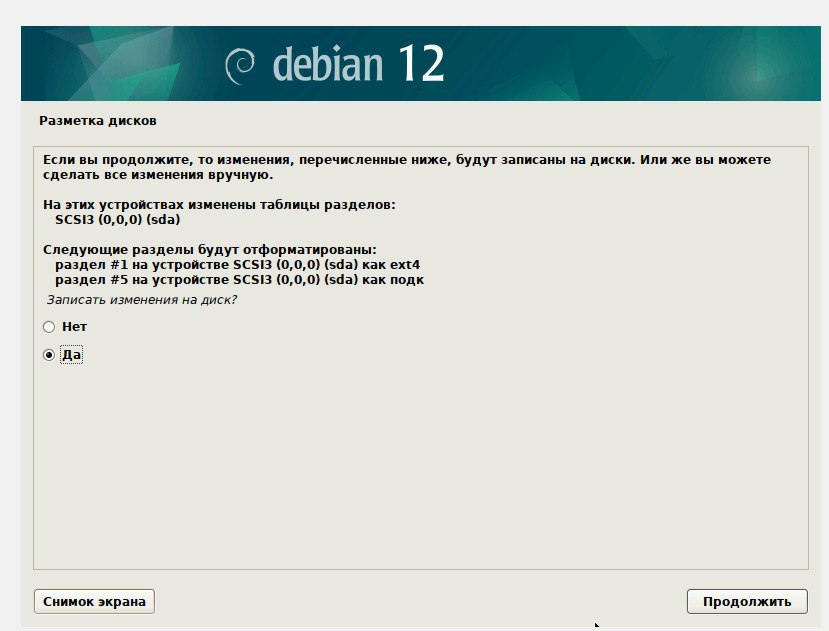 debian 12
Разметка дисков
Если вы продолжите, то изменения, перечисленные ниже, будут записаны на диски. Или же вы можете
сделать все изменения вручную.
На этих устройствах изменены таблицы разделов:
SCSI3 (0,0,0) (sda)
Следующие разделы будут отформатированы:
раздел #1 на устройстве SCSI3 (0,0,0) (sda) как ext4
раздел #5 на устройстве SCSI3 (0,0,0) (sda) как подк
Записать изменения на диск?
Нет
Да
Снимок экрана
Продолжить